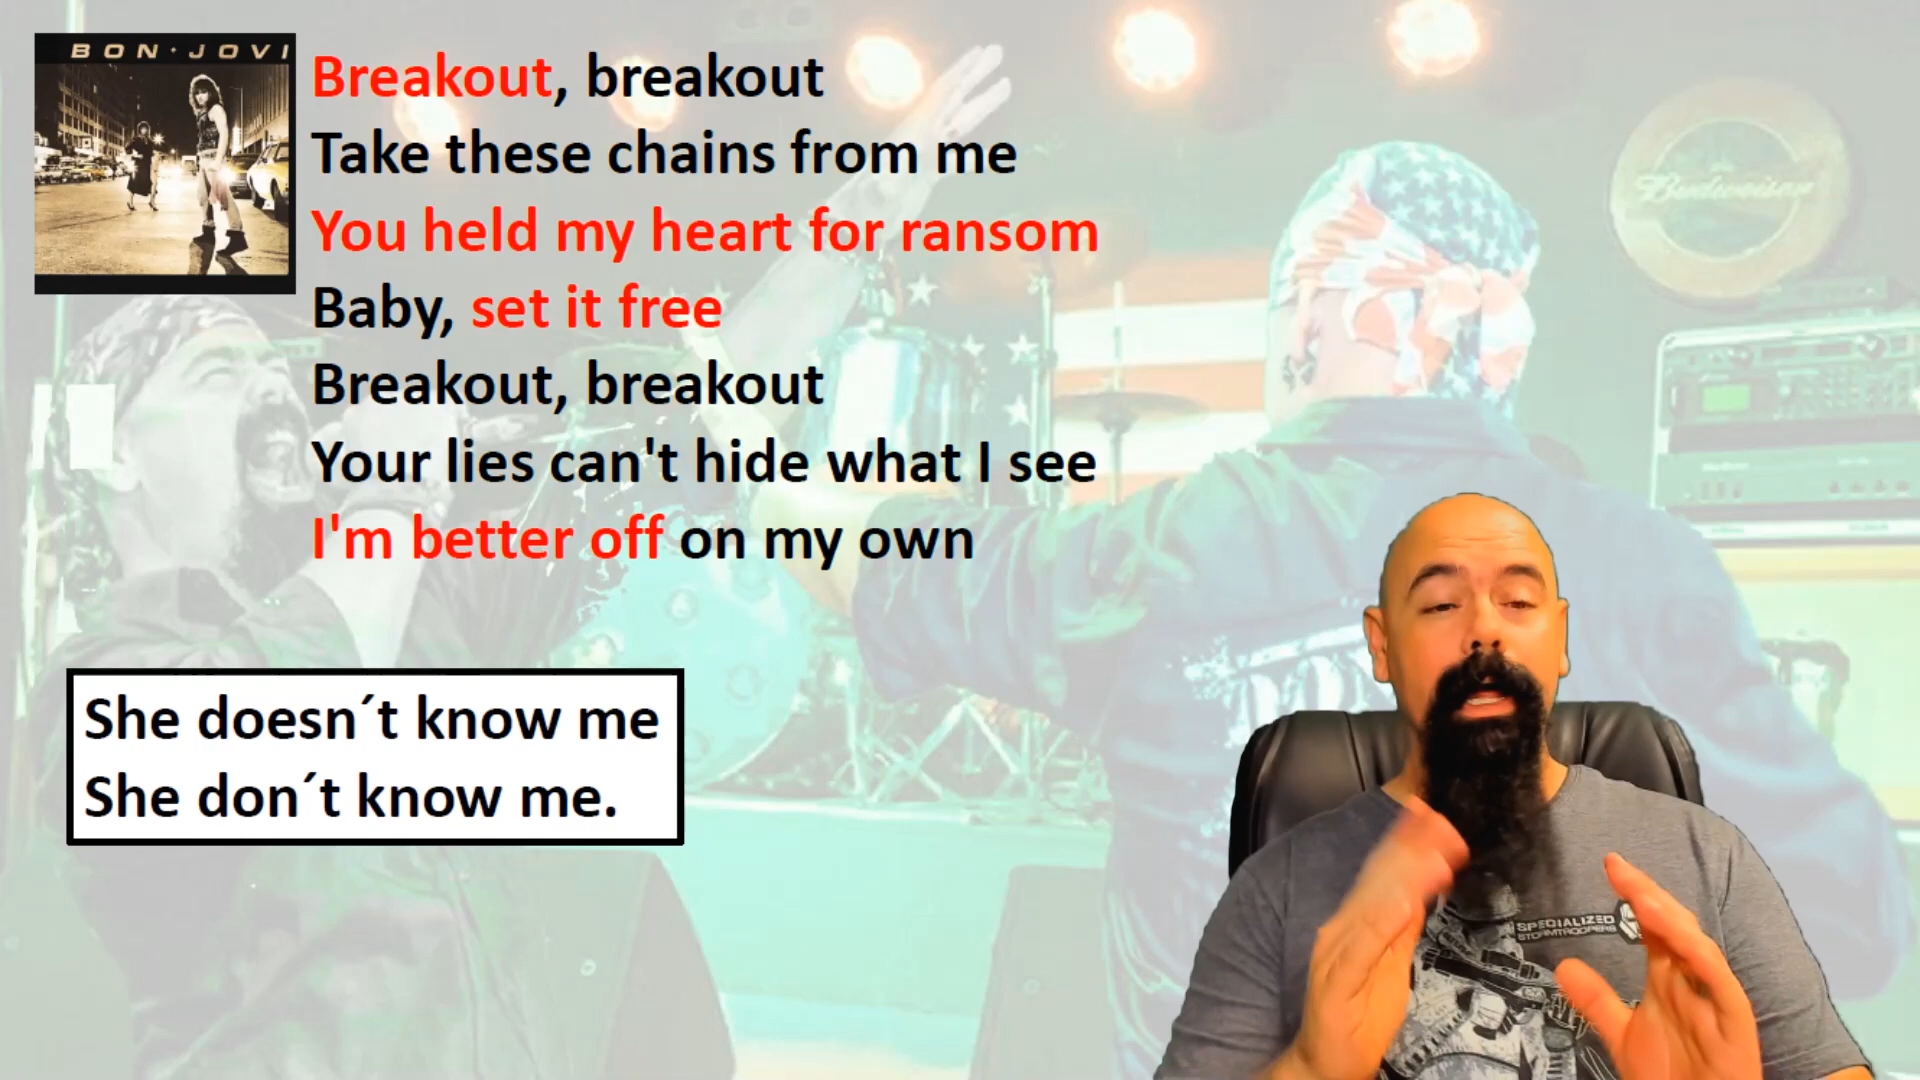 BON·JOVI
Breakout, breakout
Take these chains from me
You held my heart for ransom
Baby, set it free
Breakout, breakout
Your lies can't hide what I see
I'm better off on my own
She doesn´t know me
She don´t know me.
Budweiser
SPECIALIZED
STORMTROOPERS